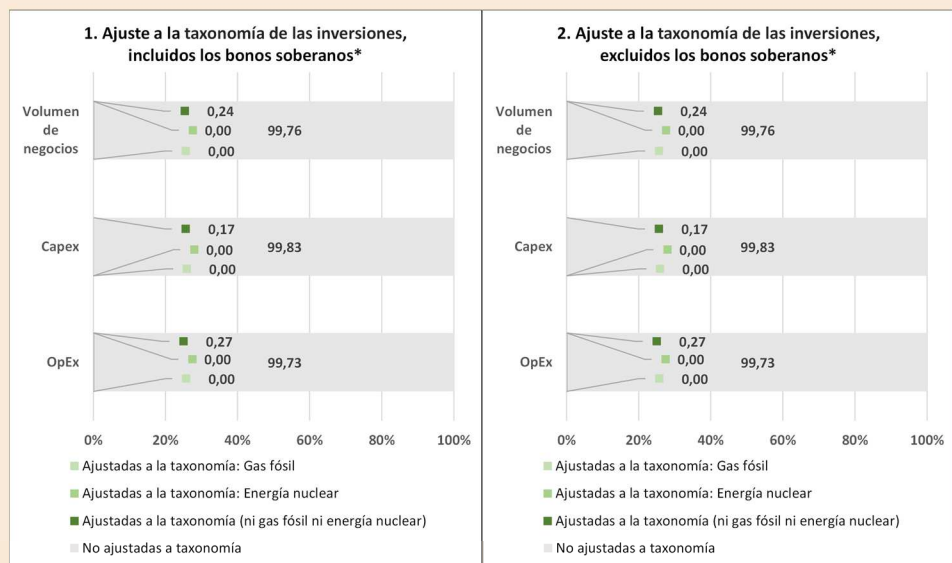 1. Ajuste a la taxonomía de las inversiones,
incluidos los bonos soberanos*
Volumen
de
negocios
0,24
0,00
99,76
0,00
Capex
0,17
0,00
99,83
0,00
OpEx
0,27
0,00
99,73
0,00
0% 20% 40% 60% 80% 100%
Ajustadas a la taxonomía: Gas fósil
Ajustadas a la taxonomía: Energía nuclear
Ajustadas a la taxonomía (ni gas fósil ni energía nuclear)
No ajustadas a taxonomía
2. Ajuste a la taxonomía de las inversiones,
excluidos los bonos soberanos*
Volumen
de
negocios
0,24
0,00
99,76
0,00
Capex
0,17
0,00
99,83
0,00
OpEx
0,27
0,00
99,73
0,00
0% 20% 40% 60% 80% 100%
Ajustadas a la taxonomía: Gas fósil
Ajustadas a la taxonomía: Energía nuclear
Ajustadas a la taxonomía (ni gas fósil ni energía nuclear)
No ajustadas a taxonomía